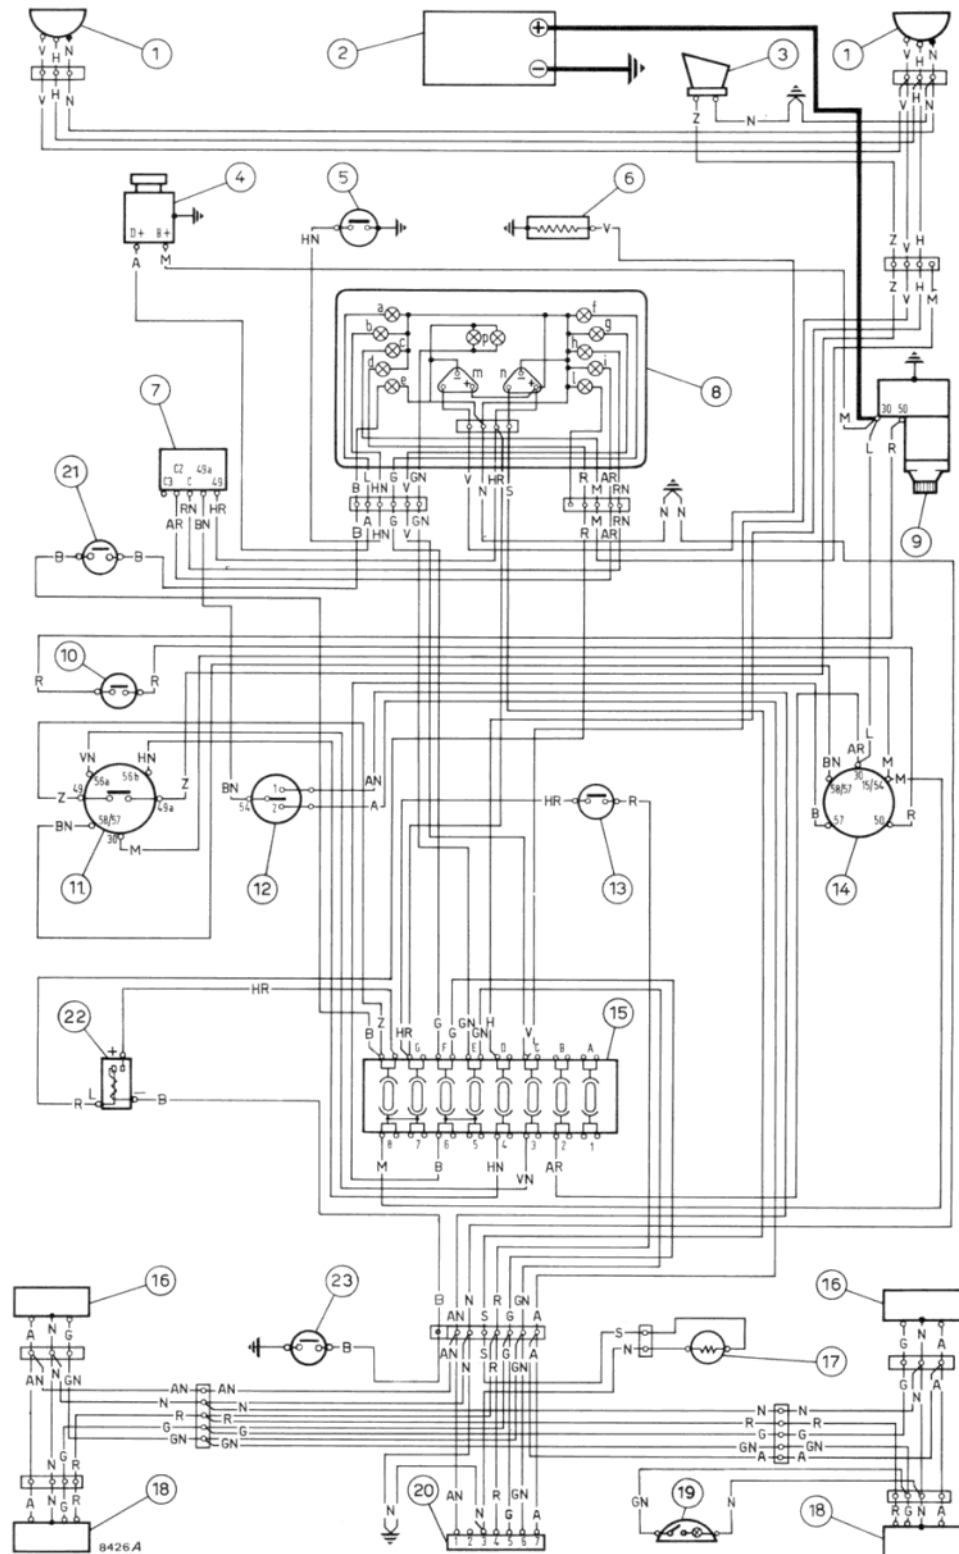 1 2 3 1
V H N V H N
+
−
V H N Z N V H N
4 5 6
D+ B+
HN V
A M Z V H
Z V H M
a f
b g
c p h
d i
e m n l
− + − +
8
7 M 30 50
L R
C2 49a
C3 C 49
21
AR RN BN HR
B L HN G V GN V N HR S R M AR RN
B A HN G V GN R M AR RN N N
9
B B
10
R R
VN HN
56a 56b
Z 49 49a Z
BN 58/57
30 M
11
BN 54 1 AN
2 A
12
HR R
13
BN AR L M M
58/57 30 15/54
B 57 50 R
14
HR
22
+
L −
R B
B Z HR G F G GN E GN H D V C B A
G
15
8 7 6 5 4 3 2 1
M B HN VN AR
16 23 16
B AN N S R G GN A
B
AN N S R G GN A
A N G
AN N GN
AN AN
N N
R R
G G
GN GN
S
N
17
N N
R R
G G
GN GN
A A
G N A
G N A
G R
A N G R
18
8426A
N N
AN R G GN A
20
1 2 3 4 5 6 7
GN 19 N
18
R G N A